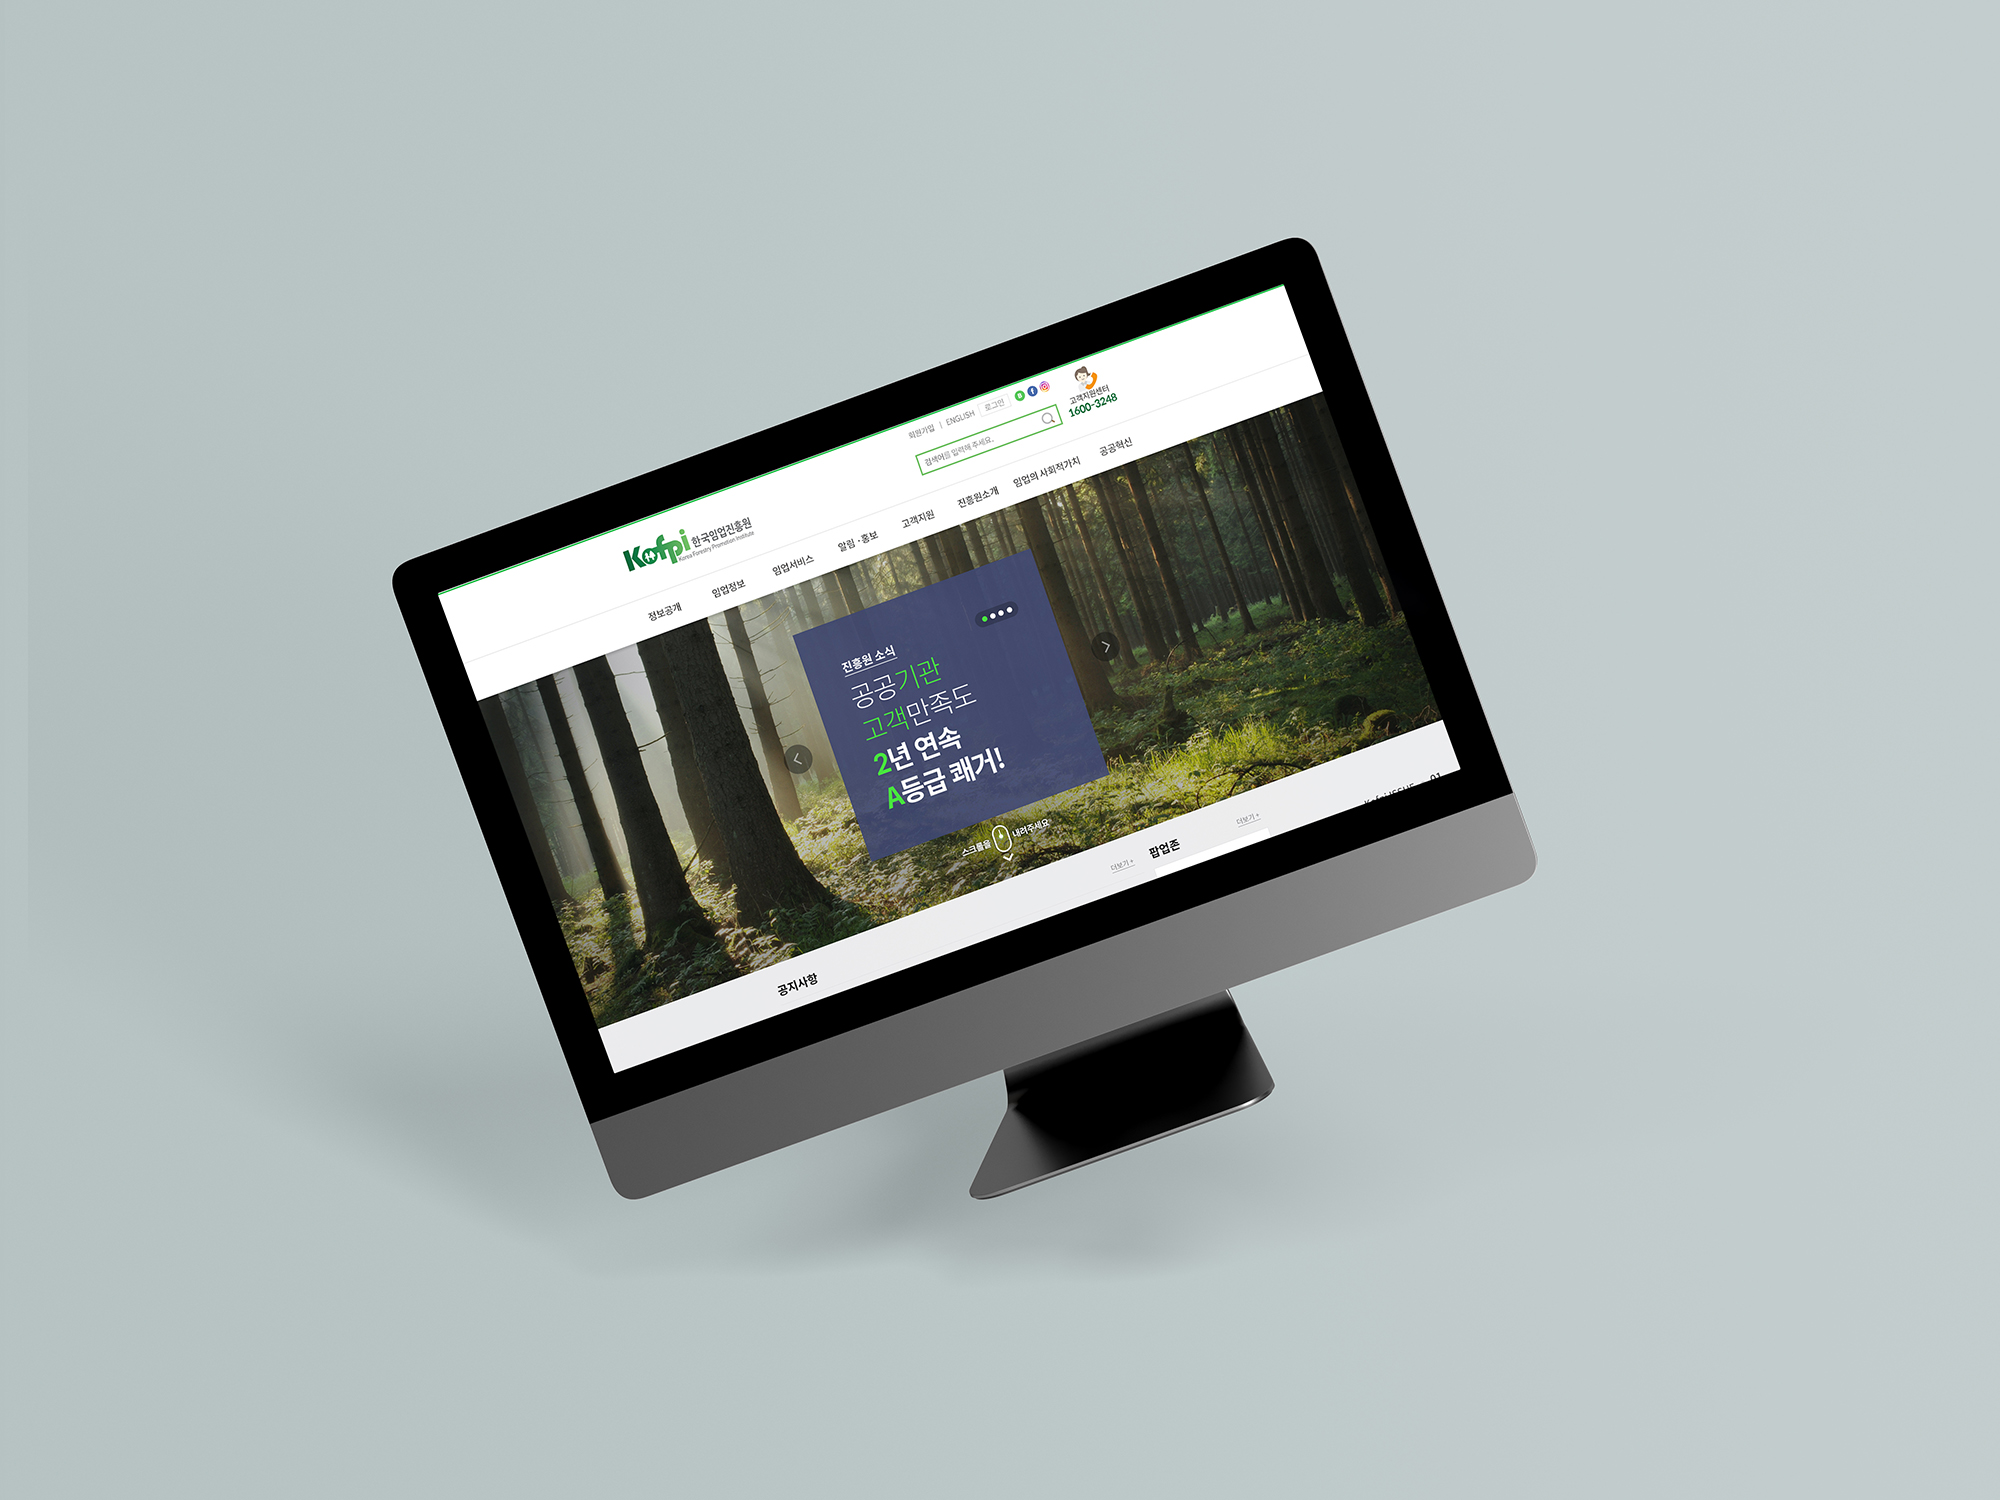 회원가입 | ENGLISH 로그인
고객지원센터
1600-3248
검색어를 입력해 주세요.
Kofpi 한국임업진흥원
Korea Forestry Promotion Institute
정보공개 임업정보 임업서비스 알림·홍보 고객지원 진흥원소개 임업의 사회적가치 공공혁신
진흥원 소식
공공기관
고객만족도
2년 연속
A등급 쾌거!
스크롤을 내려주세요
공지사항 더보기 + 팝업존 더보기 +
Kofpi ISSUE 01